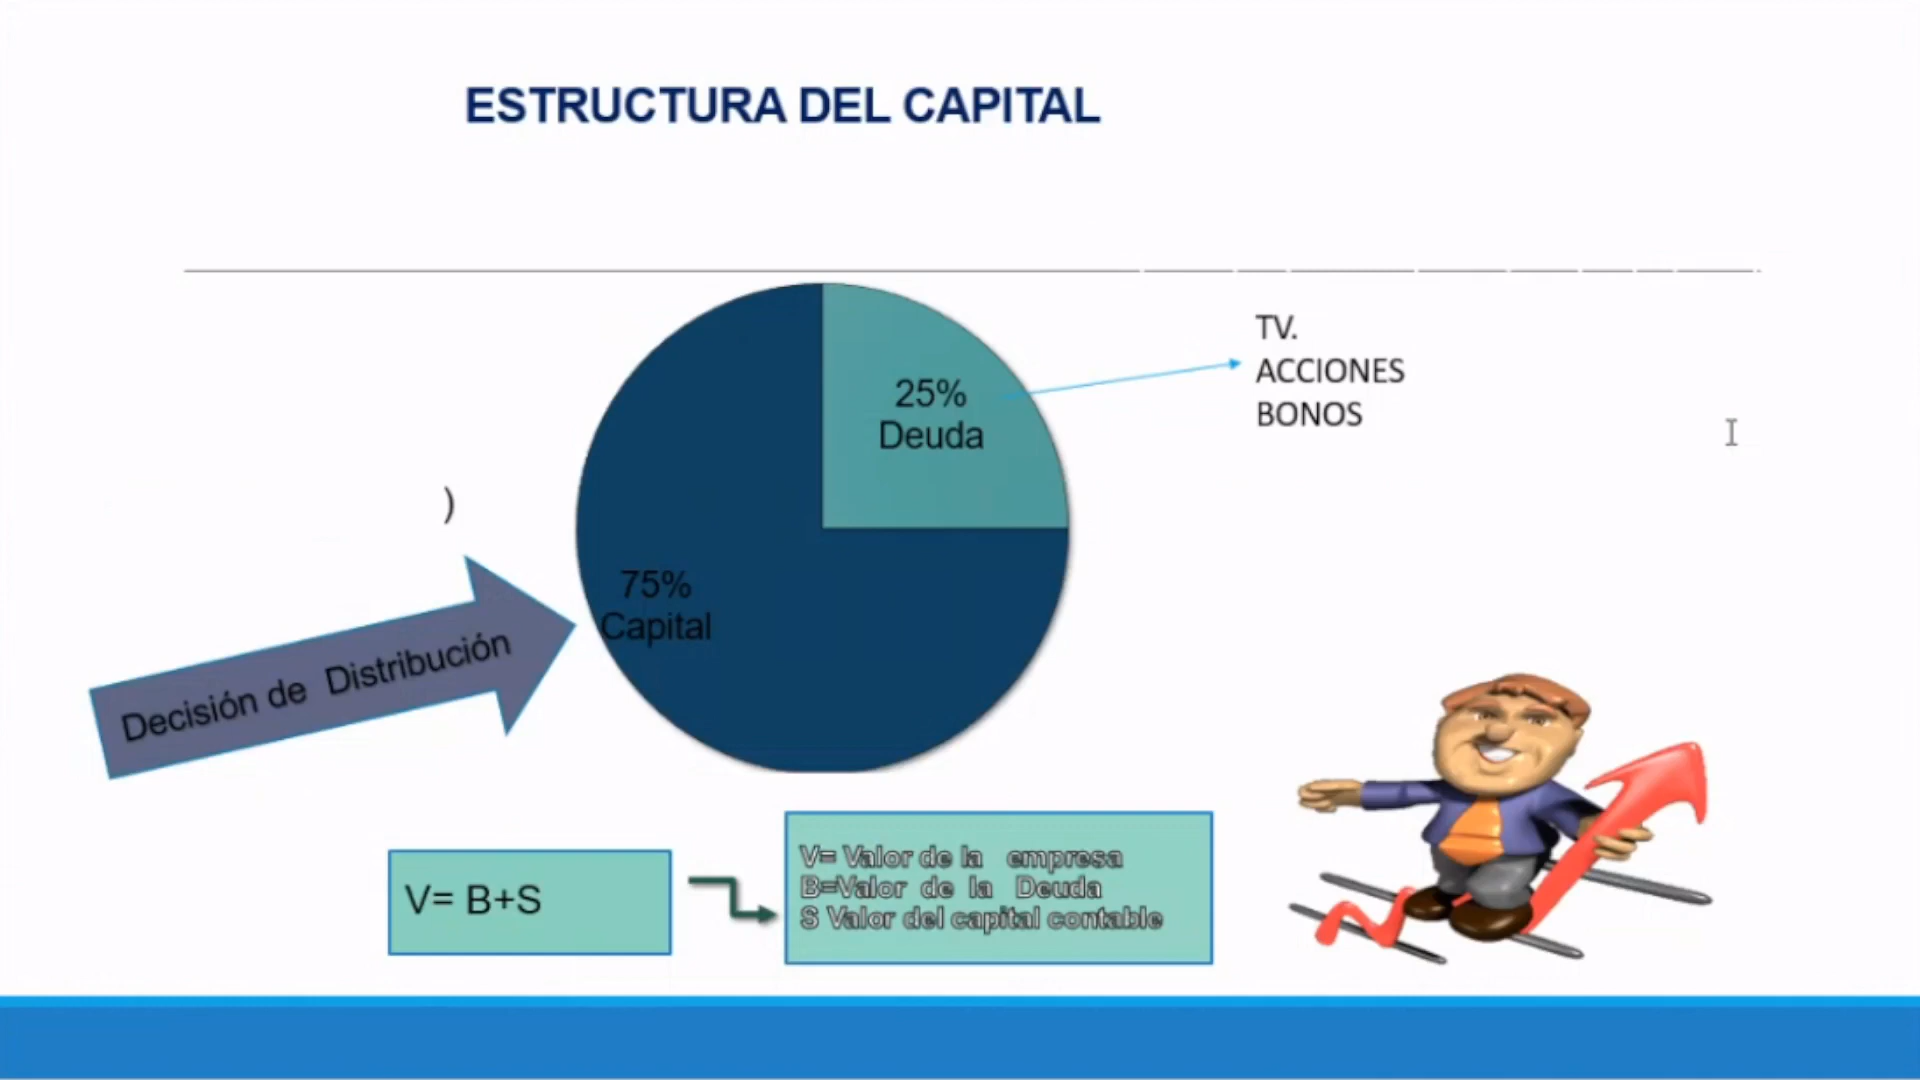 ESTRUCTURA DEL CAPITAL
TV.
ACCIONES
BONOS
25%
Deuda
)
75%
Capital
Decisión de Distribución
V= B+S
V= Valor de la empresa
B=Valor de la Deuda
S Valor del capital contable